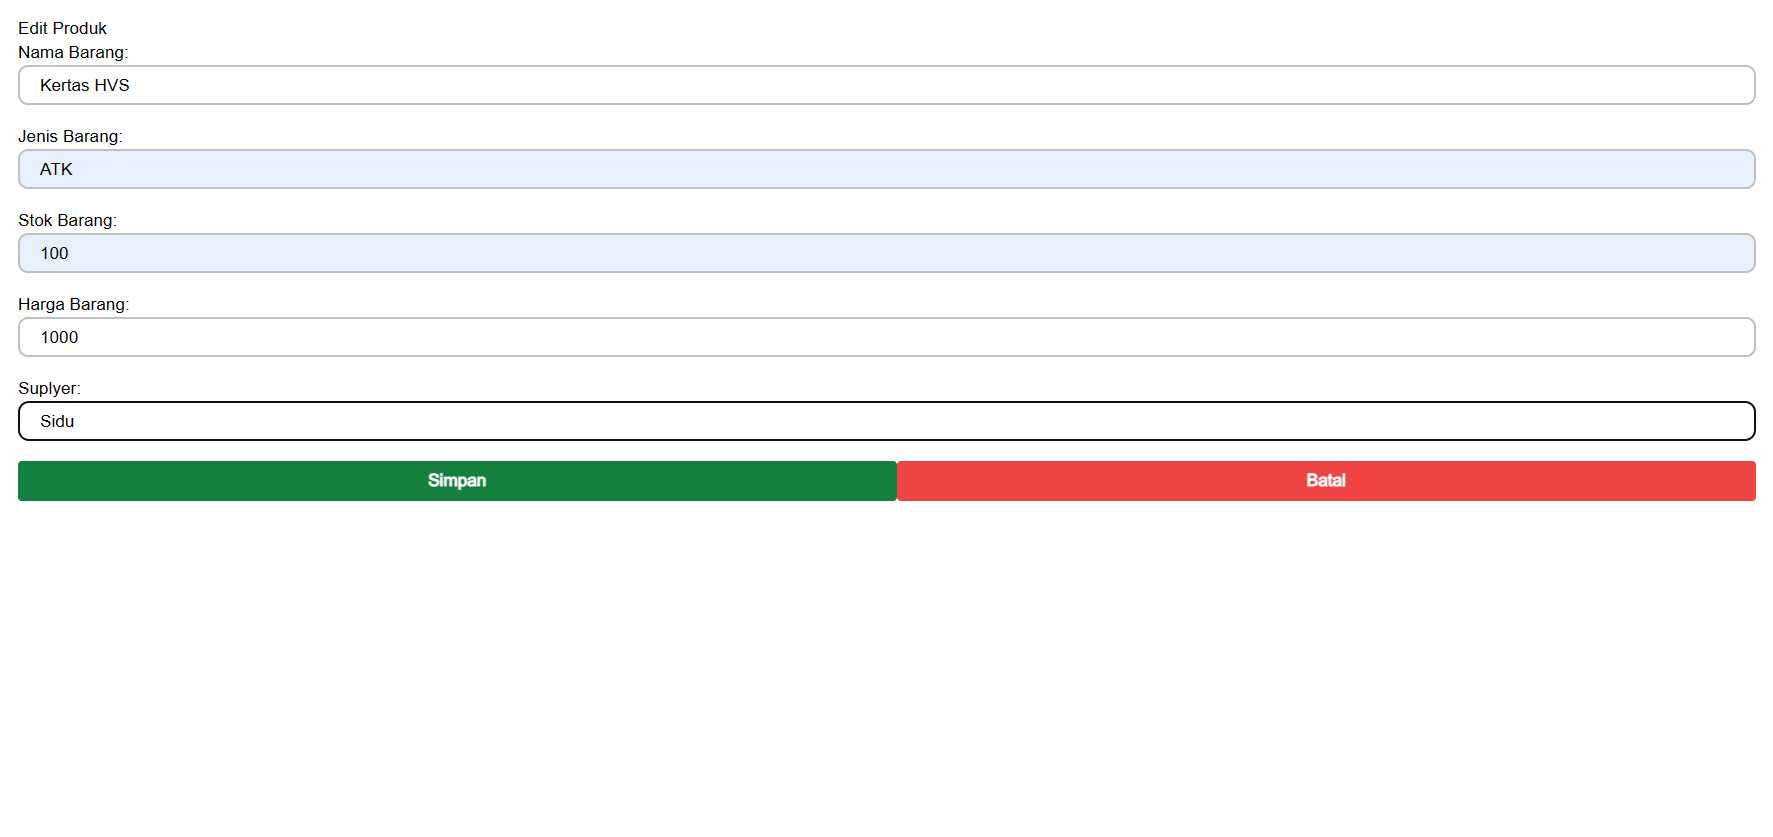 Edit Produk
Nama Barang:
Kertas HVS
Jenis Barang:
ATK
Stok Barang:
100
Harga Barang:
1000
Suplyer:
Sidu
Simpan Batal